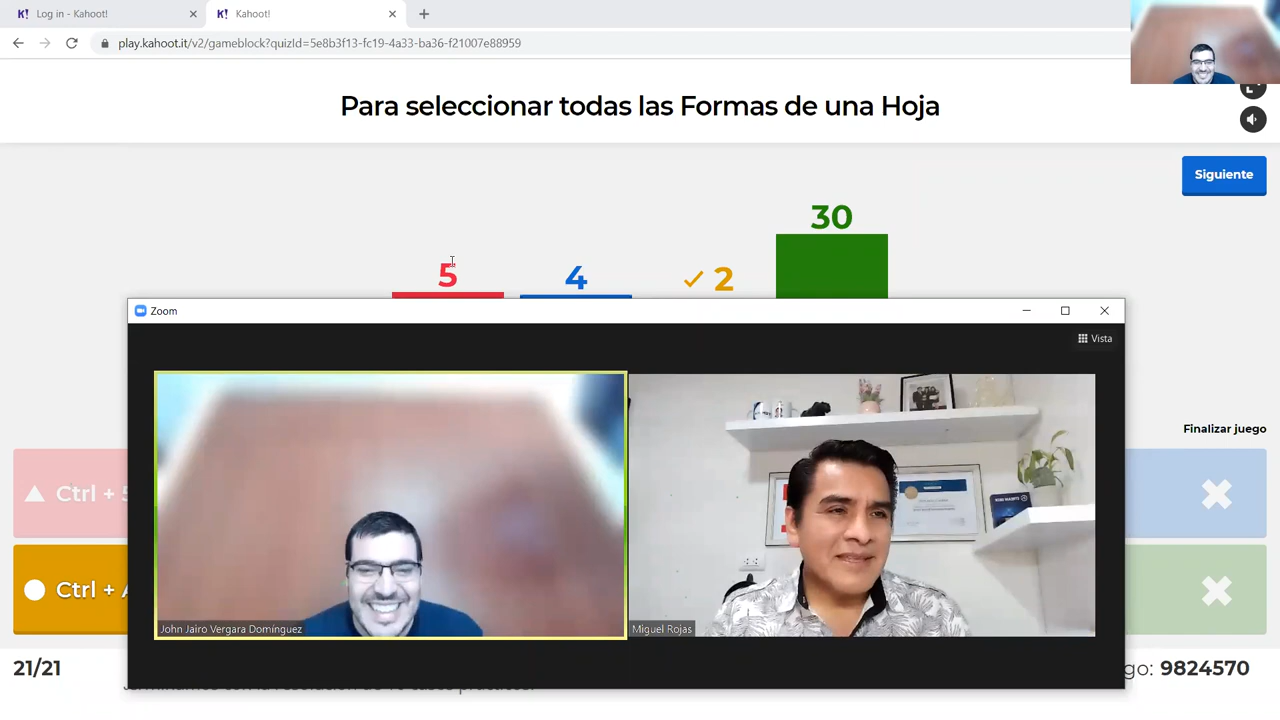 Log in - Kahoot!
Kahoot!
play.kahoot.it/v2/gameblock?quizId=5e8b3f13-fc19-4a33-ba36-f21007e88959
Para seleccionar todas las Formas de una Hoja
Siguiente
5
4
2
30
Zoom
Vista
Finalizar juego
Ctrl +
Ctrl +
John Jairo Vergara Domínguez
Miguel Rojas
21/21
go: 9824570